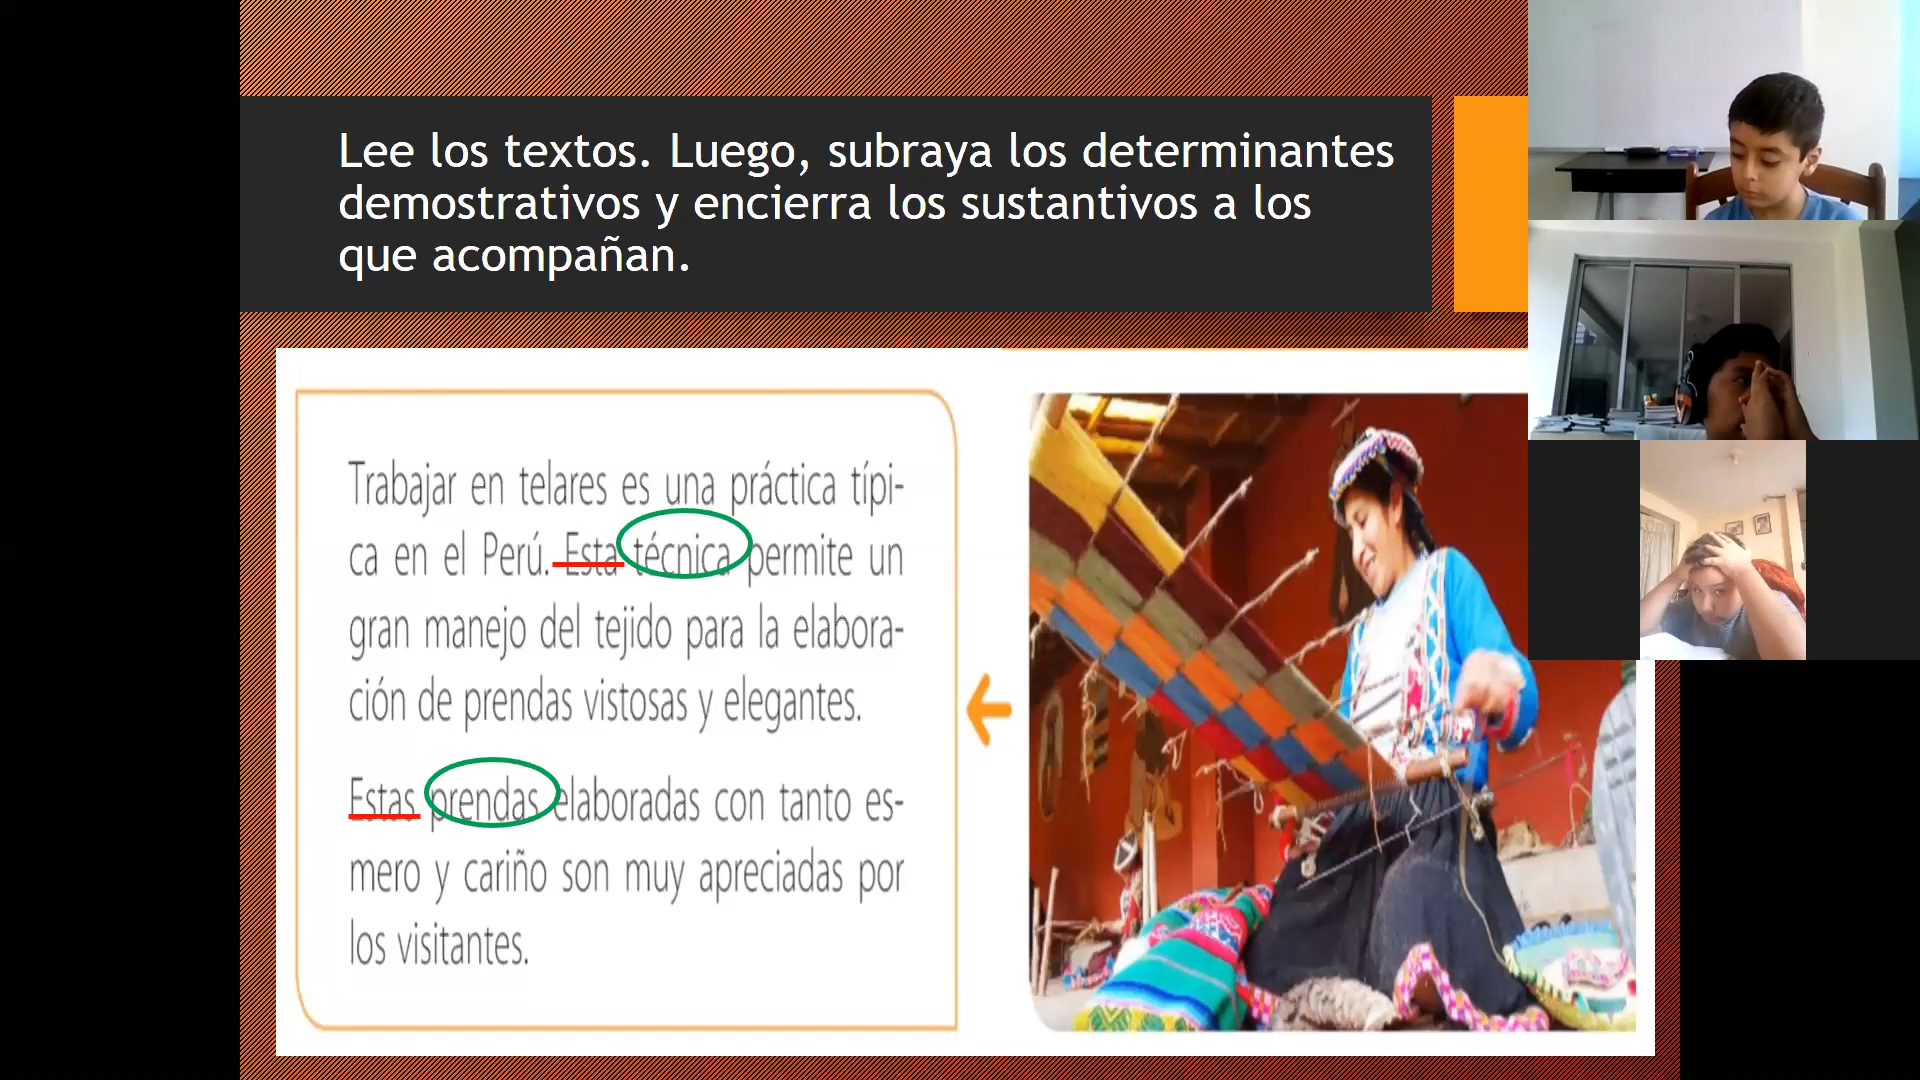 Lee los textos. Luego, subraya los determinantes
demostrativos y encierra los sustantivos a los
que acompañan.
Trabajar en telares es una práctica típi-
ca en el Perú. Esta técnica permite un
gran manejo del tejido para la elabora-
ción de prendas vistosas y elegantes.
Estas prendas elaboradas con tanto es-
mero y cariño son muy apreciadas por
los visitantes.